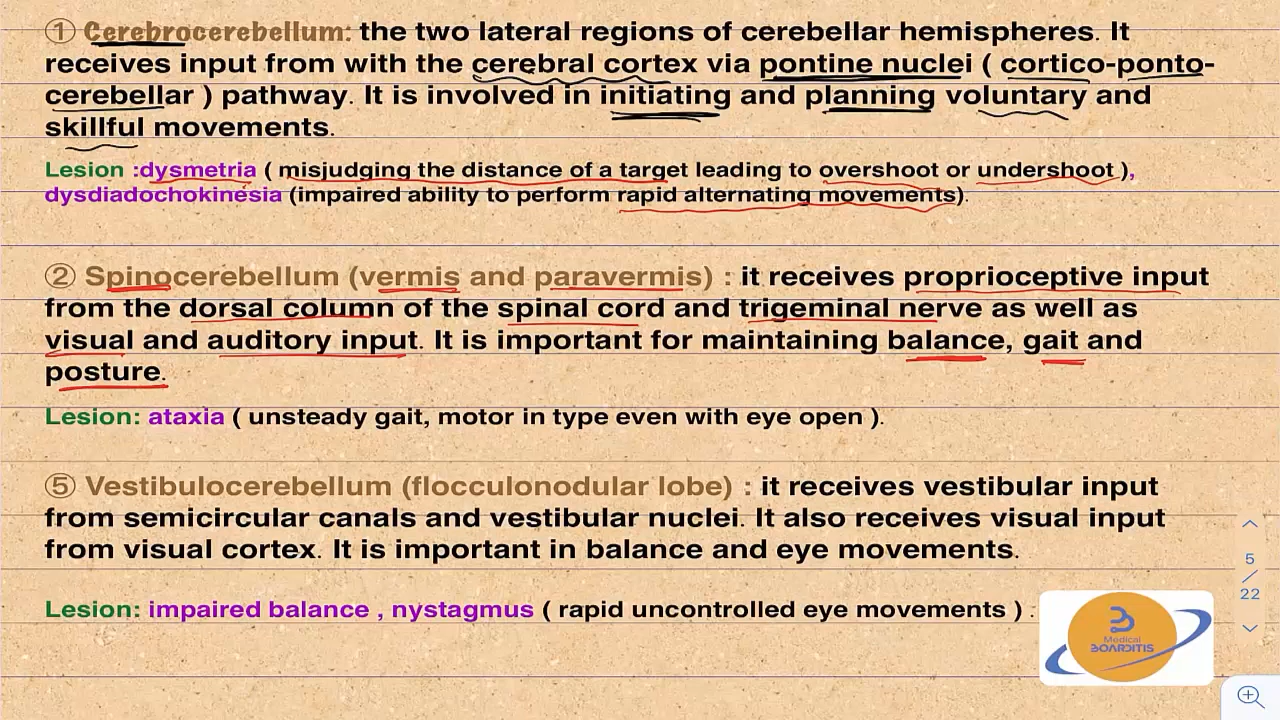 ① Cerebrocerebellum: the two lateral regions of cerebellar hemispheres. It
receives input from with the cerebral cortex via pontine nuclei ( cortico-ponto-
cerebellar ) pathway. It is involved in initiating and planning voluntary and
skillful movements.
Lesion :dysmetria ( misjudging the distance of a target leading to overshoot or undershoot ),
dysdiadochokinesia (impaired ability to perform rapid alternating movements).
② Spinocerebellum (vermis and paravermis) : it receives proprioceptive input
from the dorsal column of the spinal cord and trigeminal nerve as well as
visual and auditory input. It is important for maintaining balance, gait and
posture.
Lesion: ataxia ( unsteady gait, motor in type even with eye open ).
⑤ Vestibulocerebellum (flocculonodular lobe) : it receives vestibular input
from semicircular canals and vestibular nuclei. It also receives visual input
from visual cortex. It is important in balance and eye movements.
Lesion: impaired balance , nystagmus ( rapid uncontrolled eye movements ) .
5
/
22
Medical
BOARDITIS